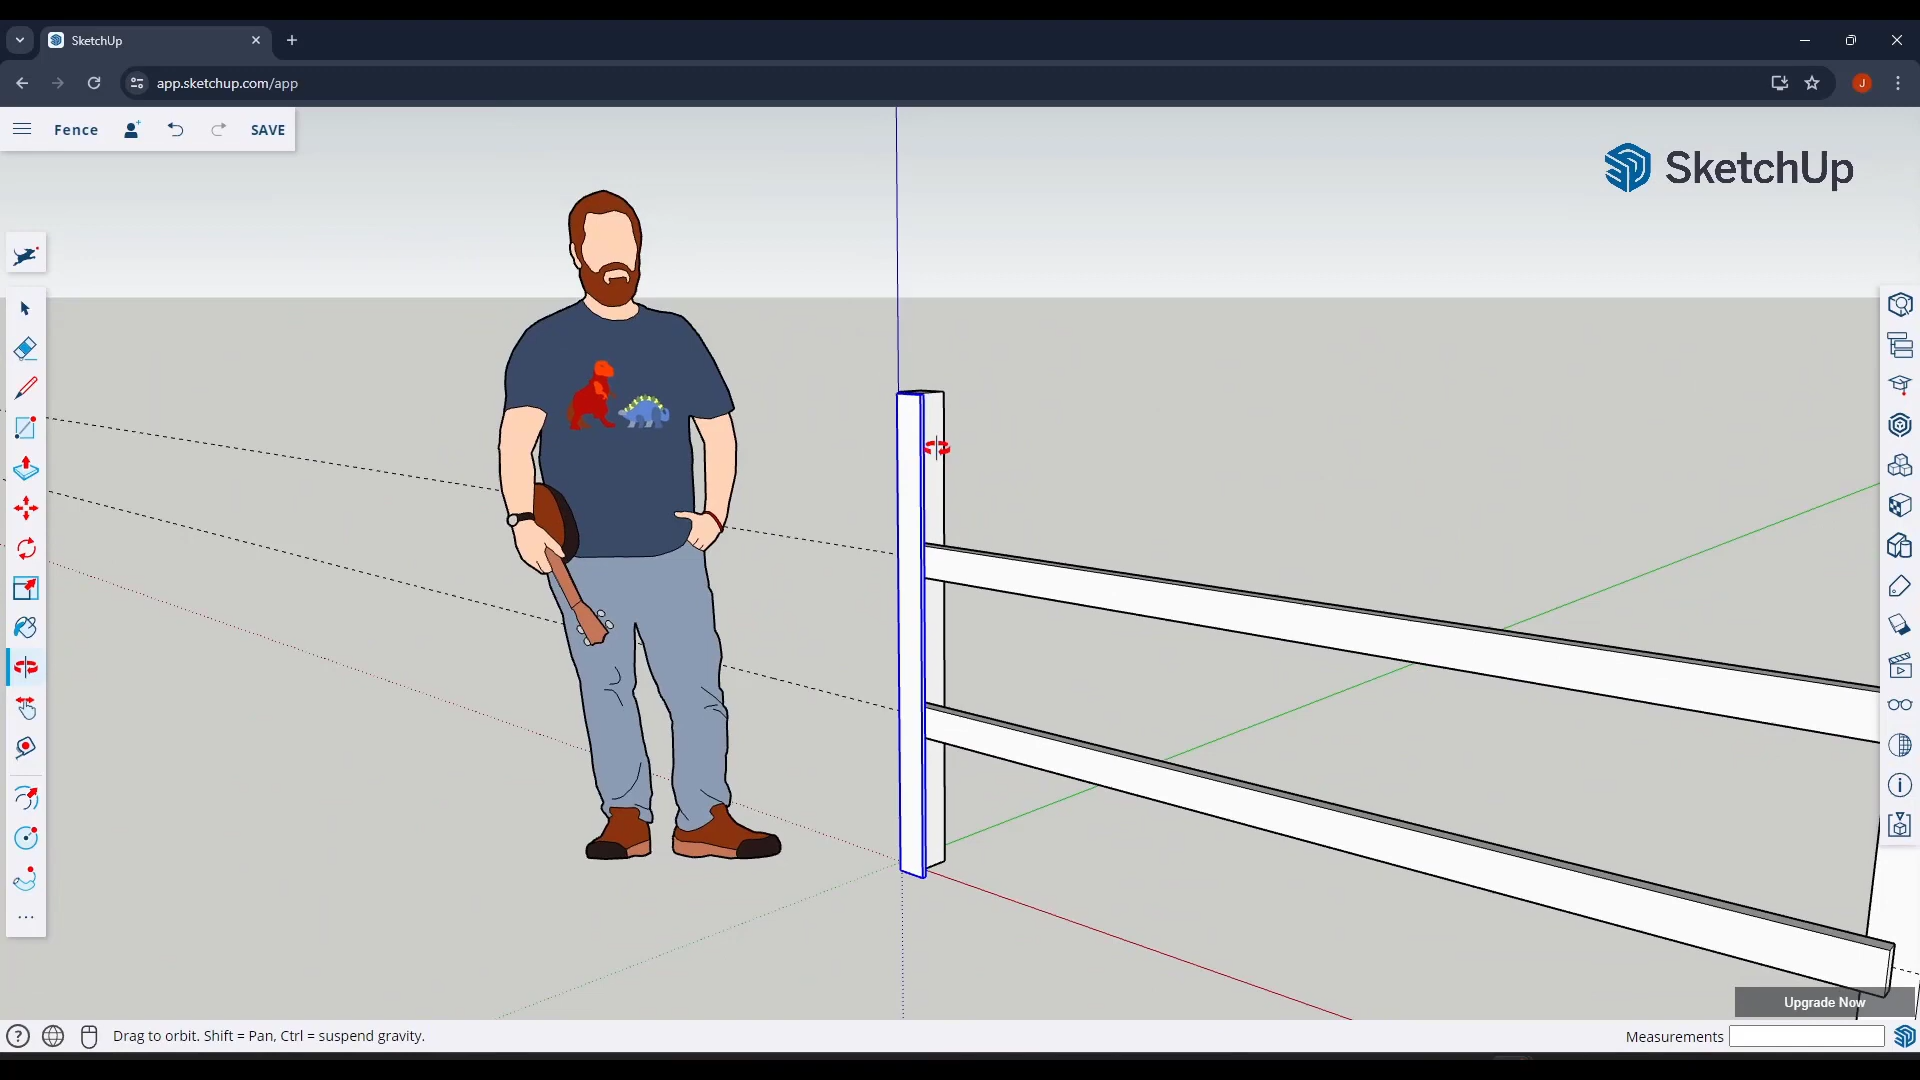 SketchUp
app.sketchup.com/app
J
Fence
SAVE
SketchUp
Upgrade Now
Drag to orbit. Shift = Pan, Ctrl = suspend gravity.
Measurements